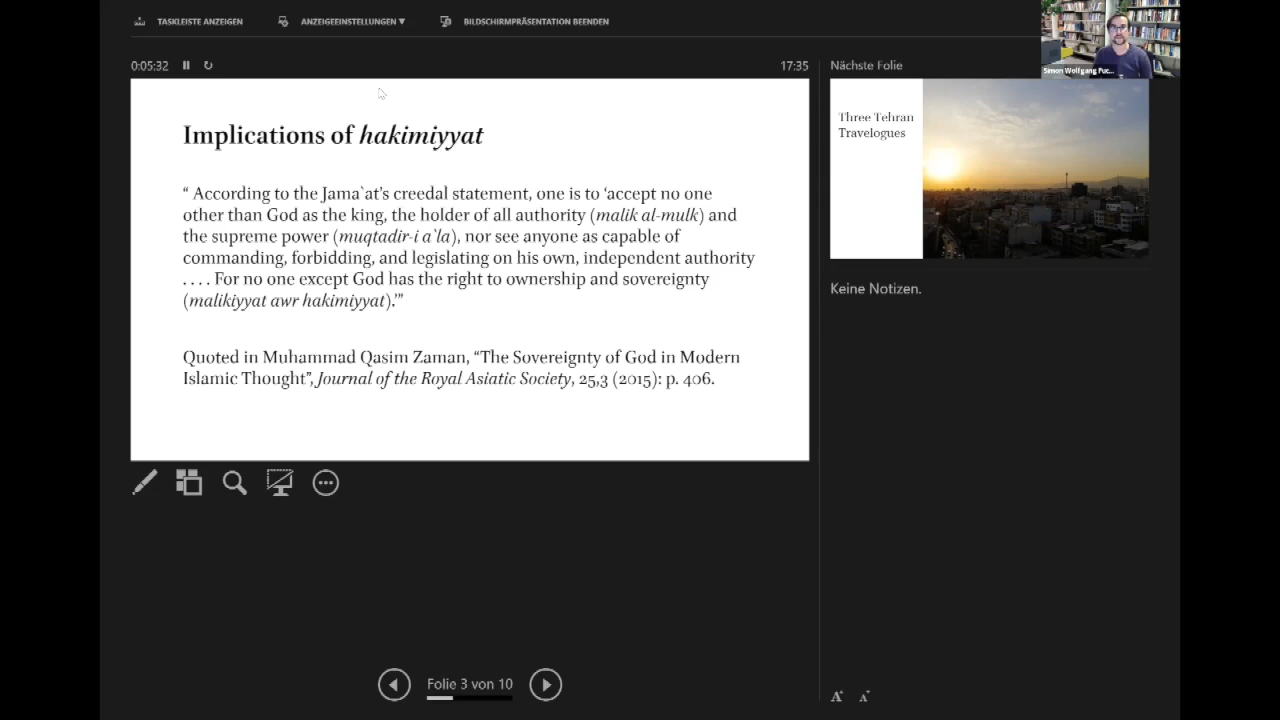 TASKLEISTE ANZEIGEN
ANZEIGEEINSTELLUNGEN ▼
BILDSCHIRMPRÄSENTATION BEENDEN
Simon Wolfgang Fuc...
0:05:32
17:35
Nächste Folie
Implications of hakimiyyat
“ According to the Jama`at’s creedal statement, one is to ‘accept no one
other than God as the king, the holder of all authority (malik al-mulk) and
the supreme power (muqtadir-i a`la), nor see anyone as capable of
commanding, forbidding, and legislating on his own, independent authority
. . . . For no one except God has the right to ownership and sovereignty
(malikiyyat awr hakimiyyat).’”
Quoted in Muhammad Qasim Zaman, “The Sovereignty of God in Modern
Islamic Thought”, Journal of the Royal Asiatic Society, 25,3 (2015): p. 406.
Three Tehran
Travelogues
Keine Notizen.
Folie 3 von 10
A A